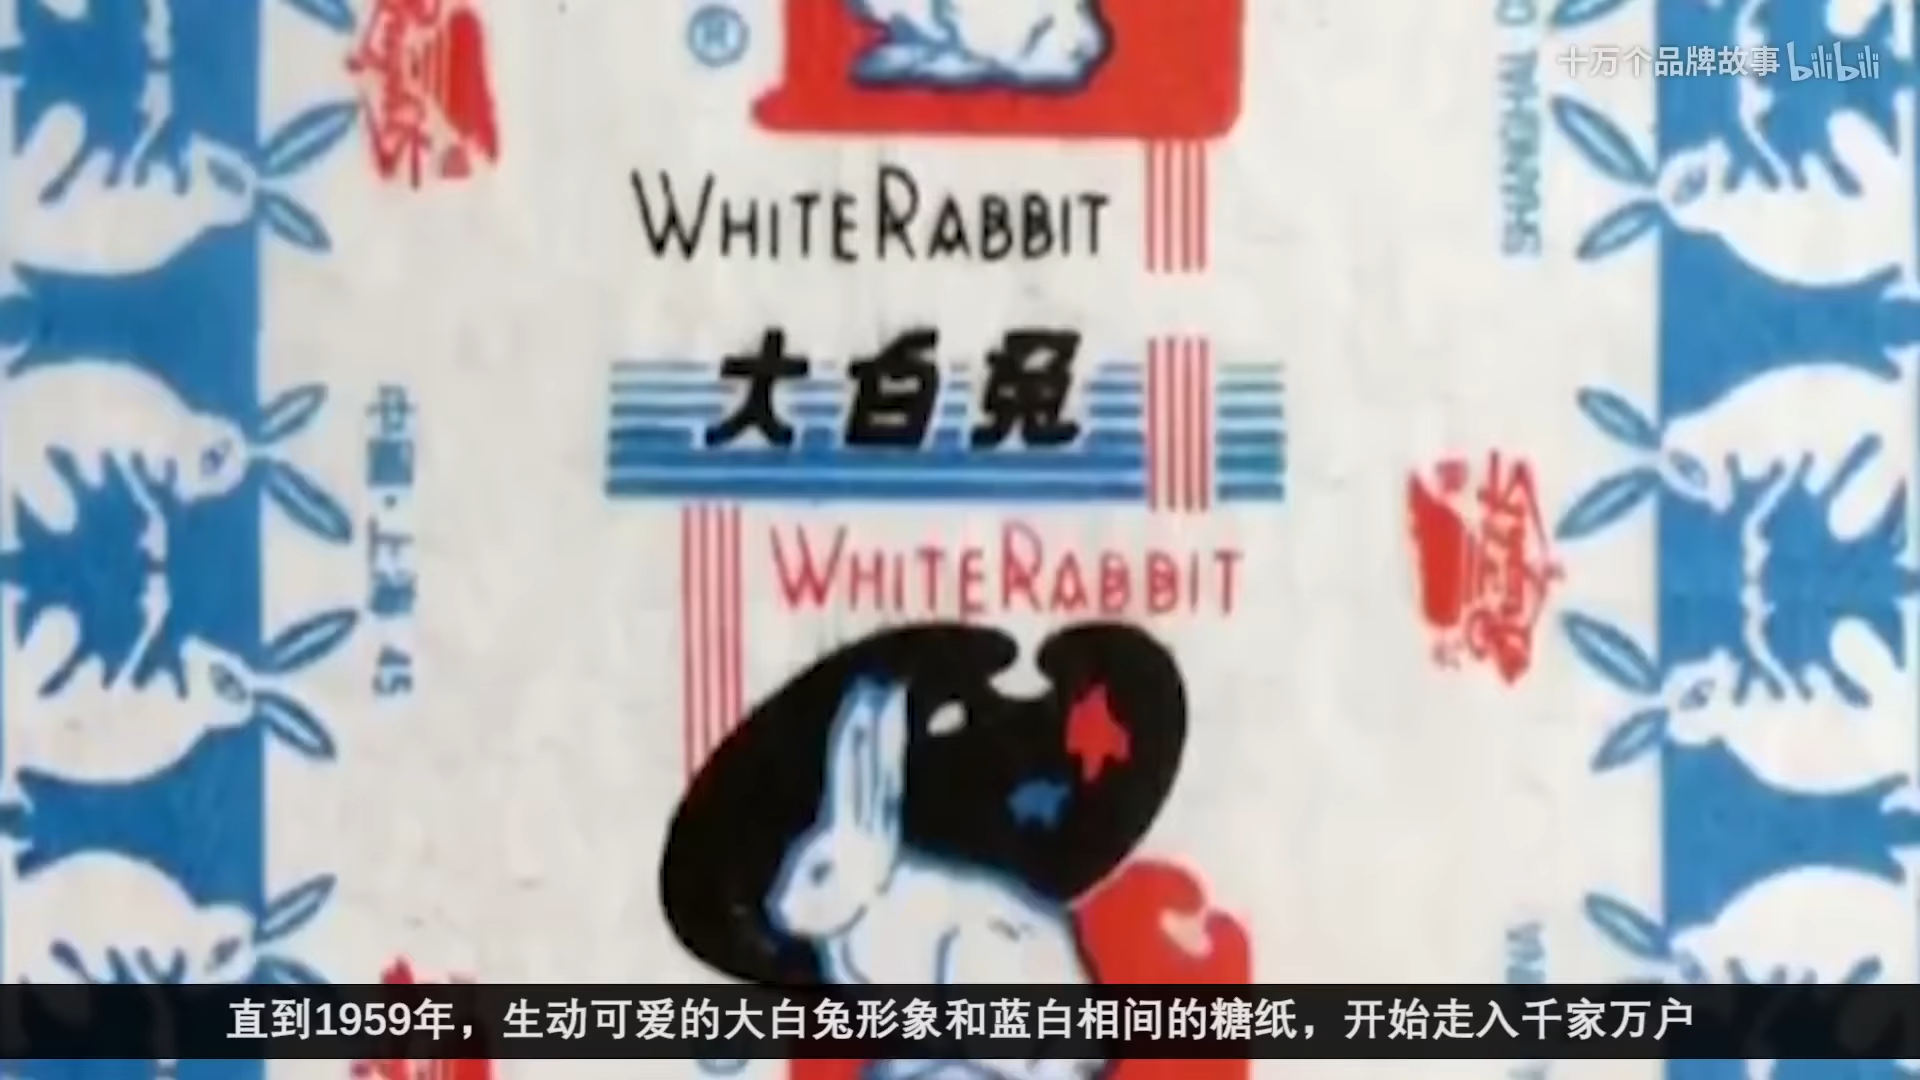 ®
十万个品牌故事 bilibili
SHANGHAI
WHITE RABBIT
大白兔
中国·上海 45
WHITE RABBIT
直到1959年，生动可爱的大白兔形象和蓝白相间的糖纸，开始走入千家万户